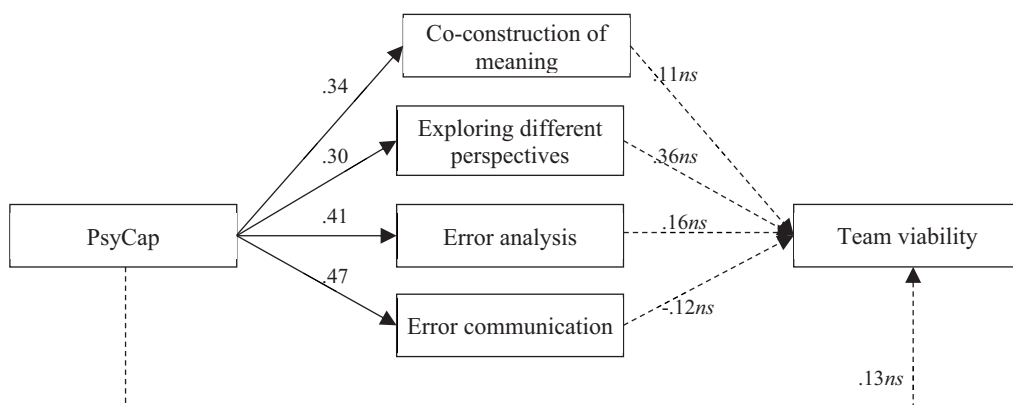 Co-construction of
meaning
.34
.11ns
Exploring different
perspectives
.30
.36ns
PsyCap
.41
Error analysis
.16ns
Team viability
.47
Error communication
-.12ns
.13ns